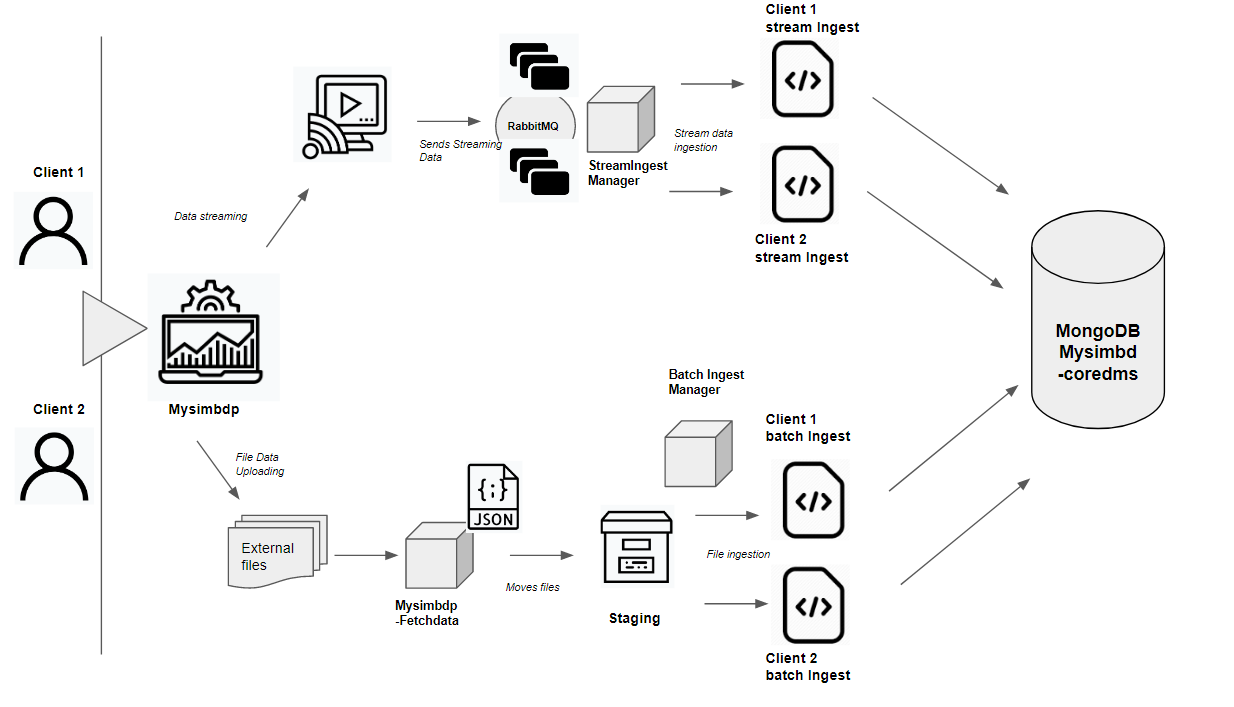 Client 1
stream Ingest
RabbitMQ
Sends Streaming
Data
StreamIngest
Manager
Stream data
ingestion
Client 1
Data streaming
Client 2
stream Ingest
MongoDB
Mysimbd
-coredms
Mysimbdp
Client 2
Batch Ingest
Manager
Client 1
batch Ingest
File Data
Uploading
{;}
JSON
</>
</>
</>
</>
External
files
Moves files
File ingestion
Mysimbdp
-Fetchdata
Staging
Client 2
batch Ingest